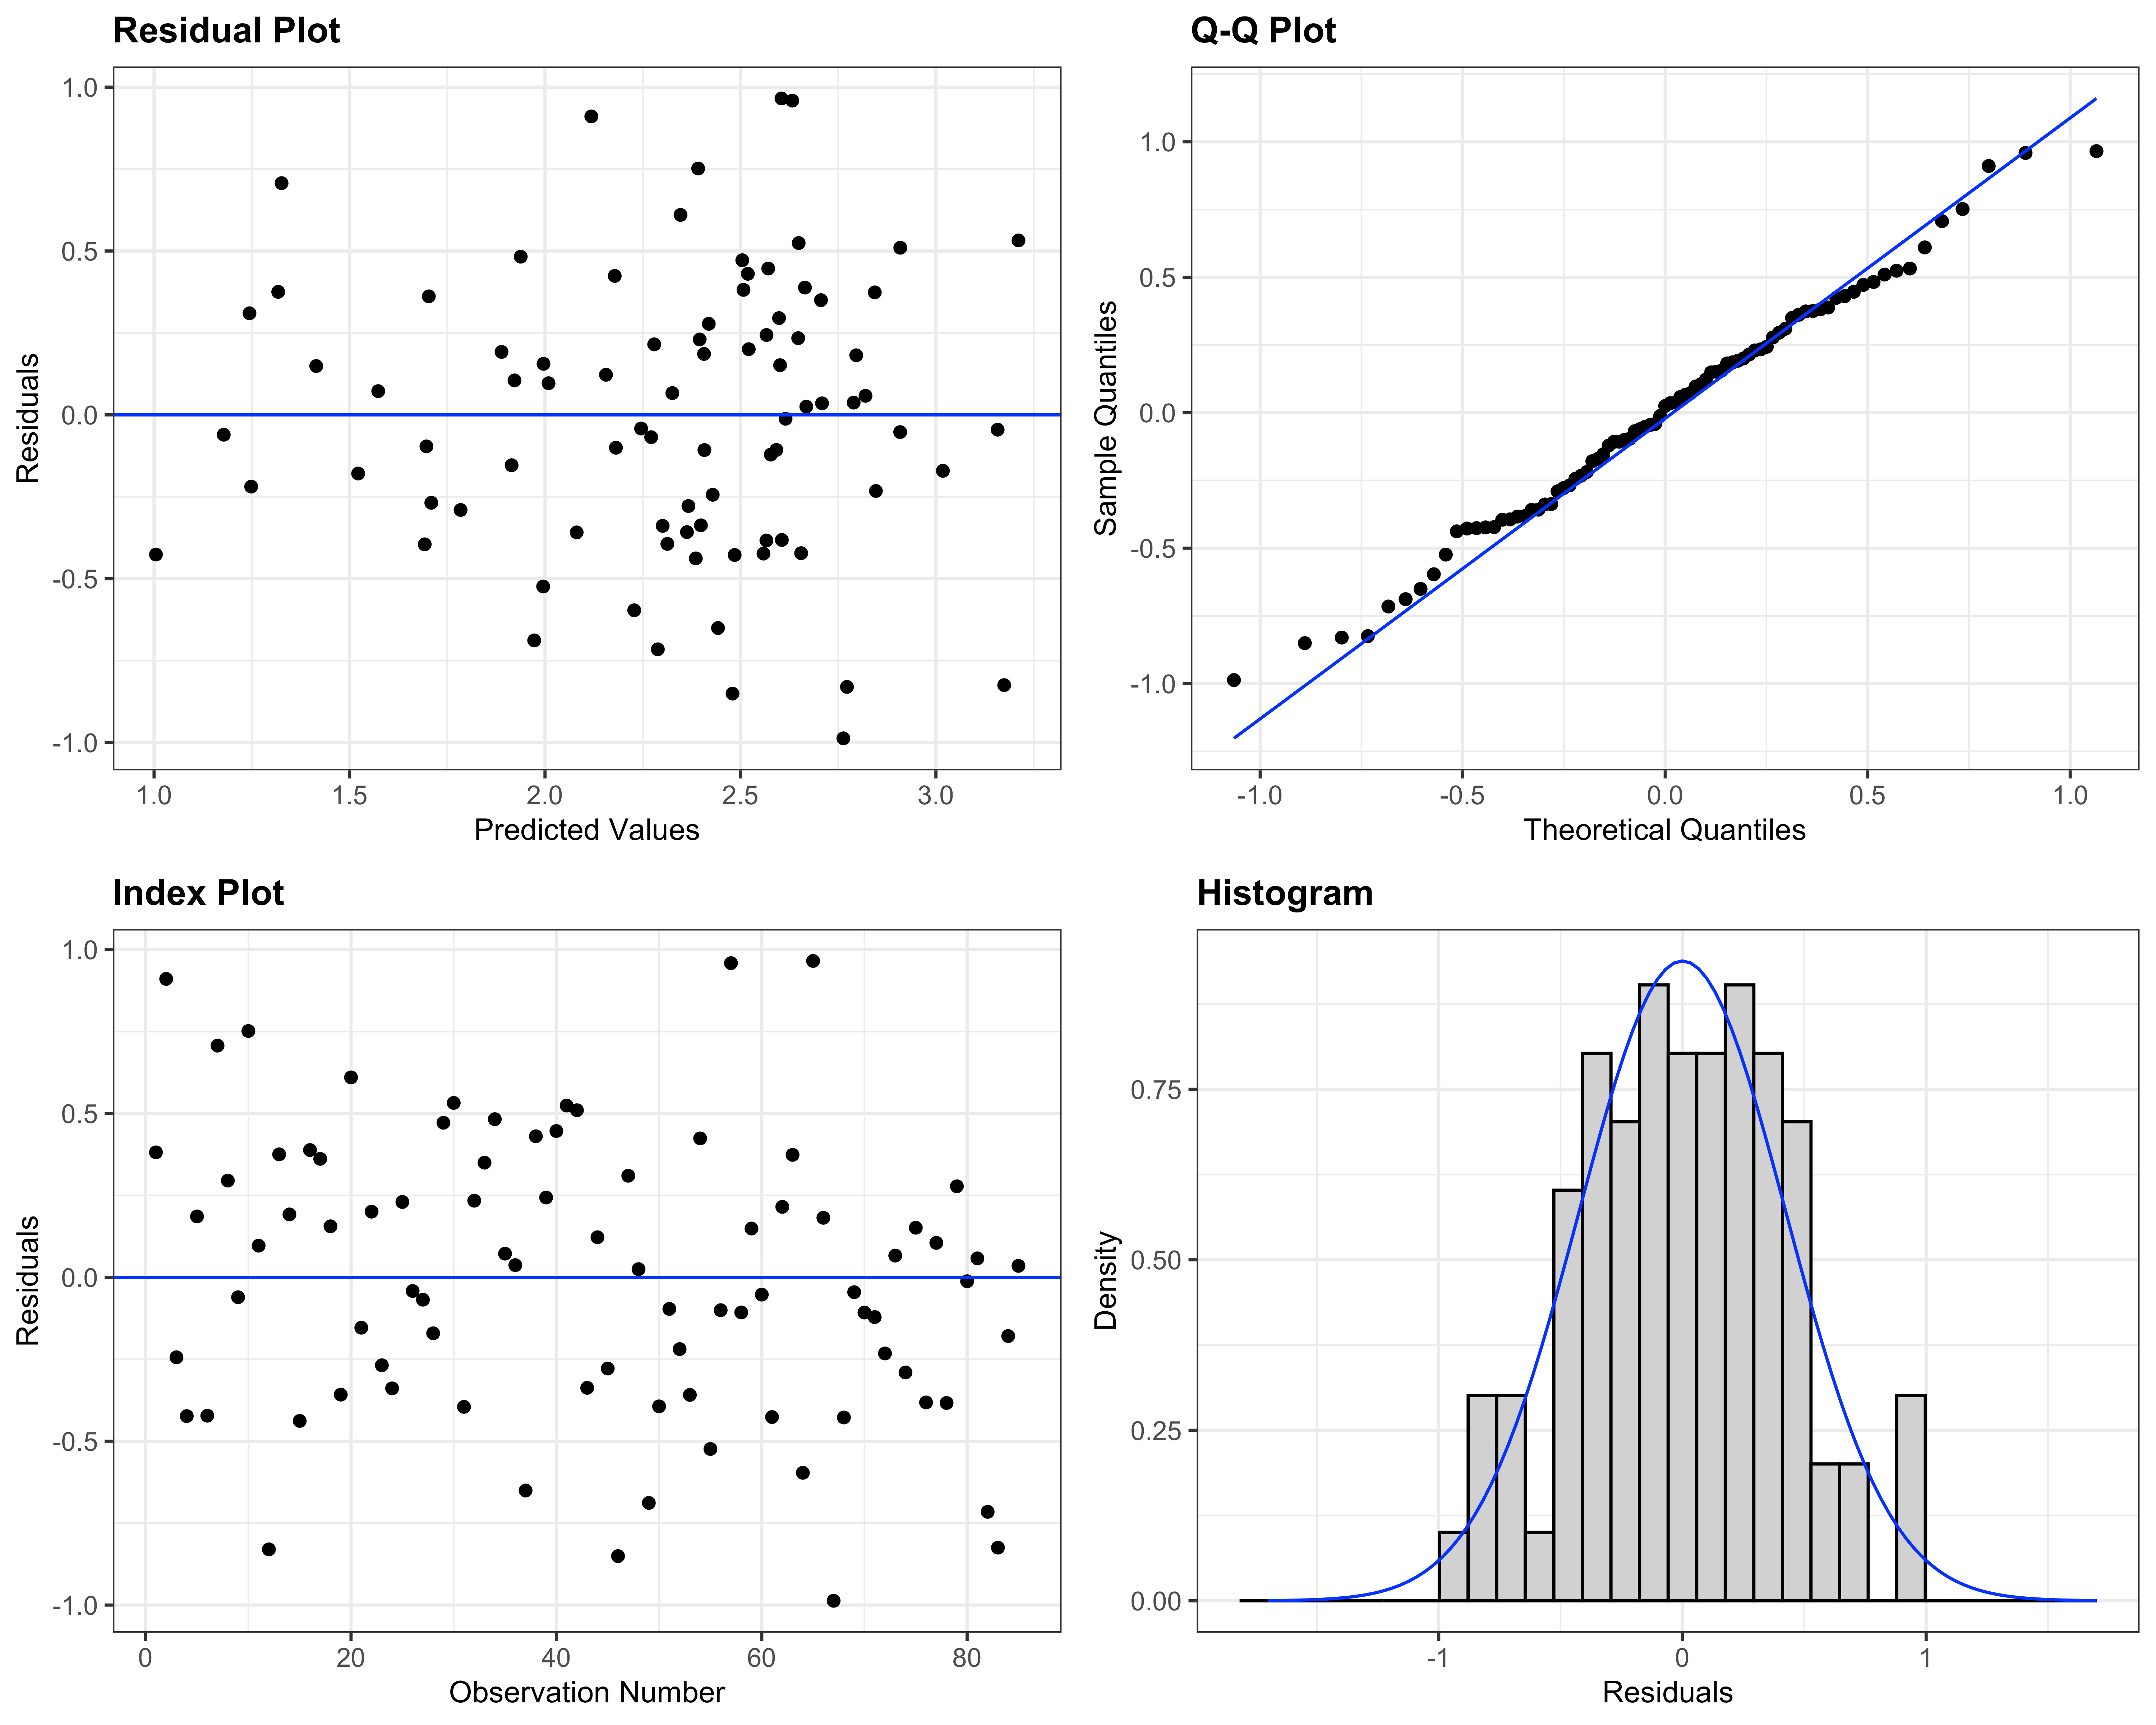 Residual Plot
1.0
0.5
0.0
-0.5
-1.0
Residuals
1.0 1.5 2.0 2.5 3.0
Predicted Values
Q-Q Plot
1.0
0.5
0.0
-0.5
-1.0
Sample Quantiles
-1.0 -0.5 0.0 0.5 1.0
Theoretical Quantiles
Index Plot
1.0
0.5
0.0
-0.5
-1.0
Residuals
0 20 40 60 80
Observation Number
Histogram
0.75
0.50
0.25
0.00
Density
-1 0 1
Residuals